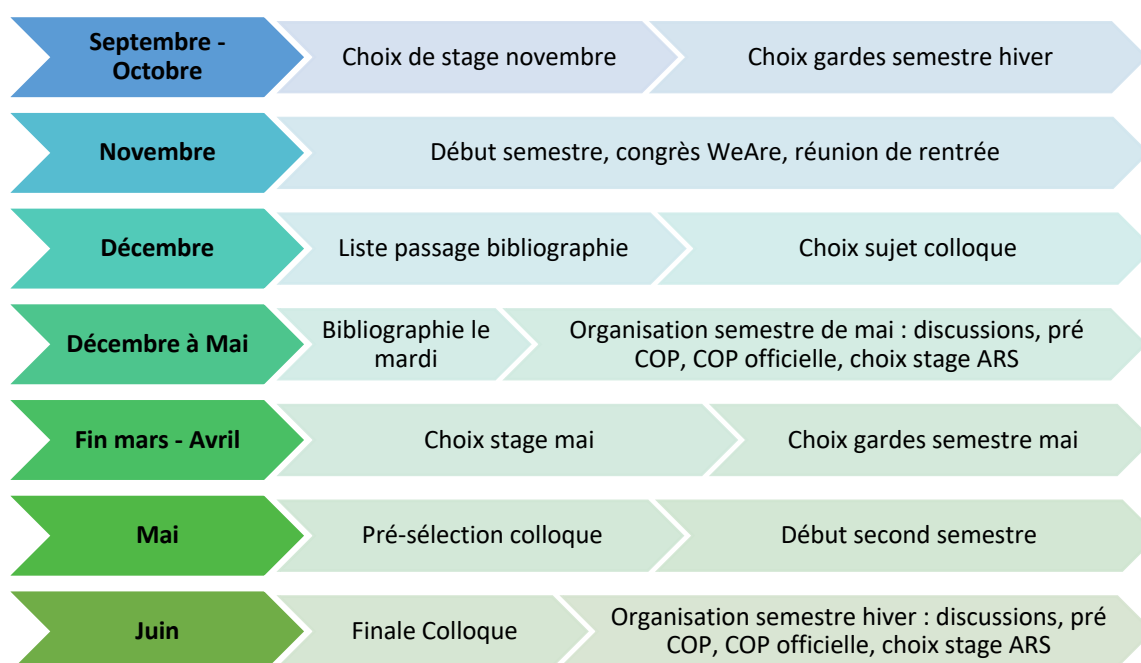 Septembre -
Octobre
Choix de stage novembre
Choix gardes semestre hiver
Novembre
Début semestre, congrès WeAre, réunion de rentrée
Décembre
Liste passage bibliographie
Choix sujet colloque
Décembre à Mai
Bibliographie le
mardi
Organisation semestre de mai : discussions, pré
COP, COP officielle, choix stage ARS
Fin mars - Avril
Choix stage mai
Choix gardes semestre mai
Mai
Pré-sélection colloque
Début second semestre
Juin
Finale Colloque
Organisation semestre hiver : discussions, pré
COP, COP officielle, choix stage ARS